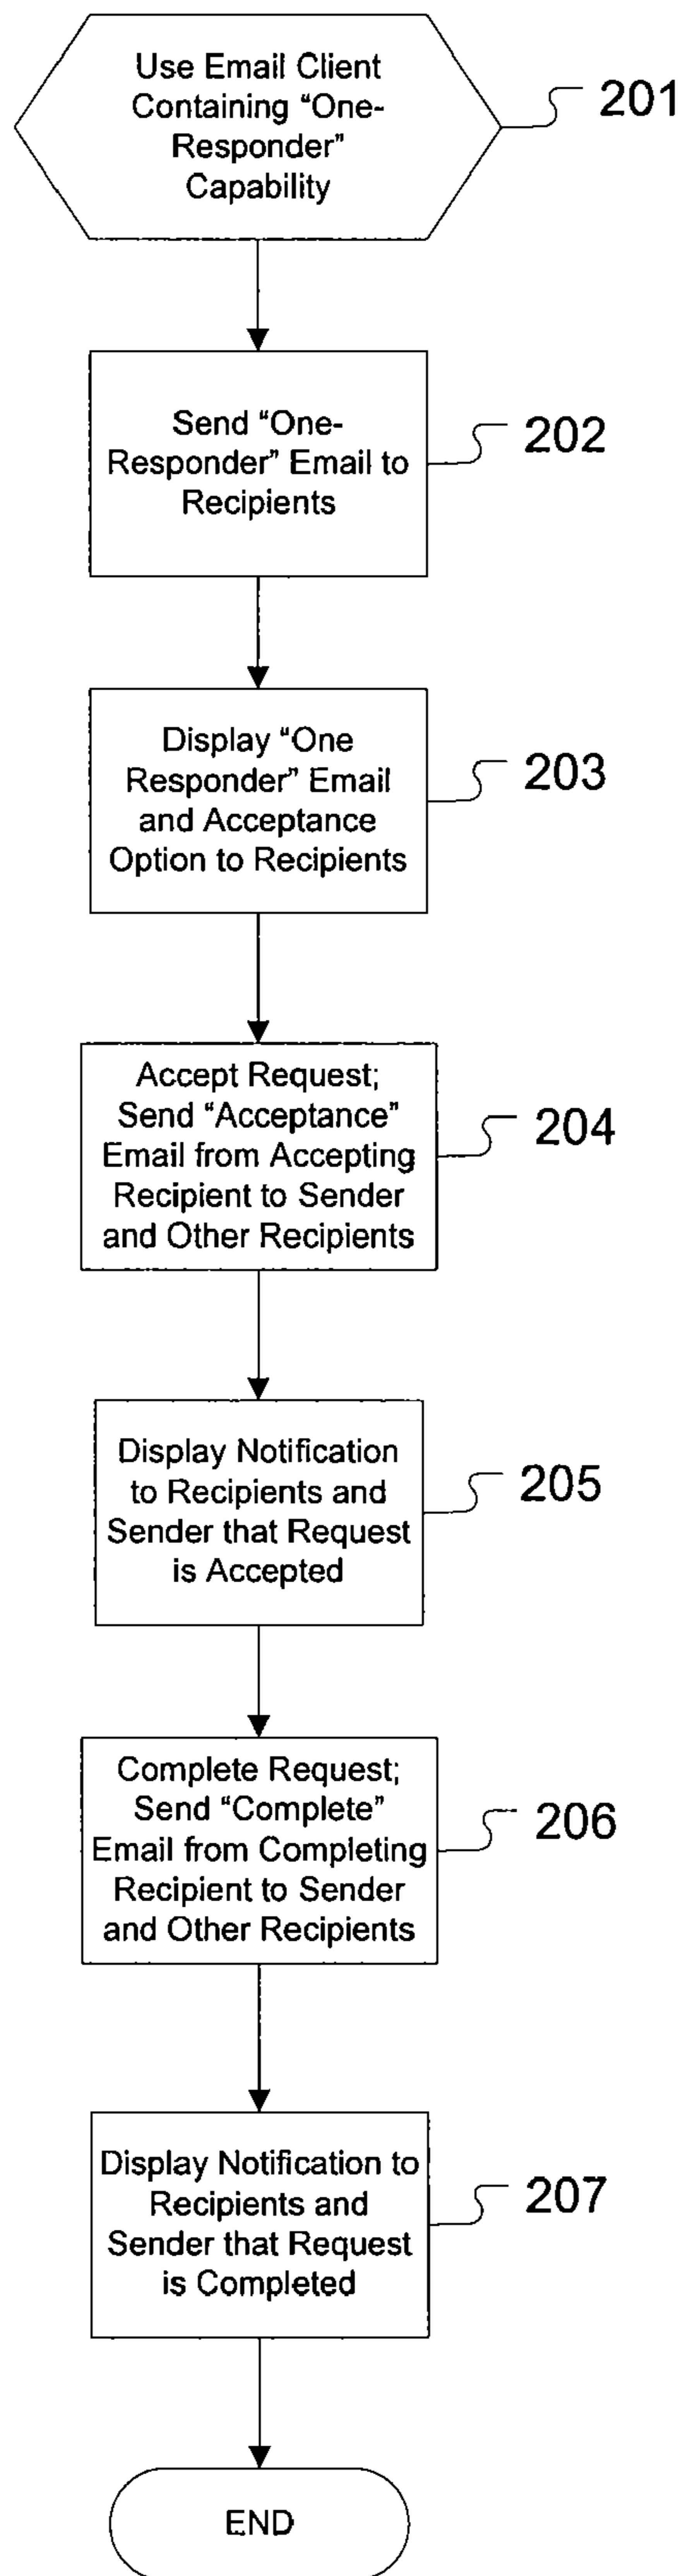 Use Email Client
Containing “One-
Responder”
Capability
201
Send “One-
Responder” Email to
Recipients
202
Display “One
Responder” Email
and Acceptance
Option to Recipients
203
Accept Request;
Send “Acceptance”
Email from Accepting
Recipient to Sender
and Other Recipients
204
Display Notification
to Recipients and
Sender that Request
is Accepted
205
Complete Request;
Send “Complete”
Email from Completing
Recipient to Sender
and Other Recipients
206
Display Notification to
Recipients and
Sender that Request
is Completed
207
END